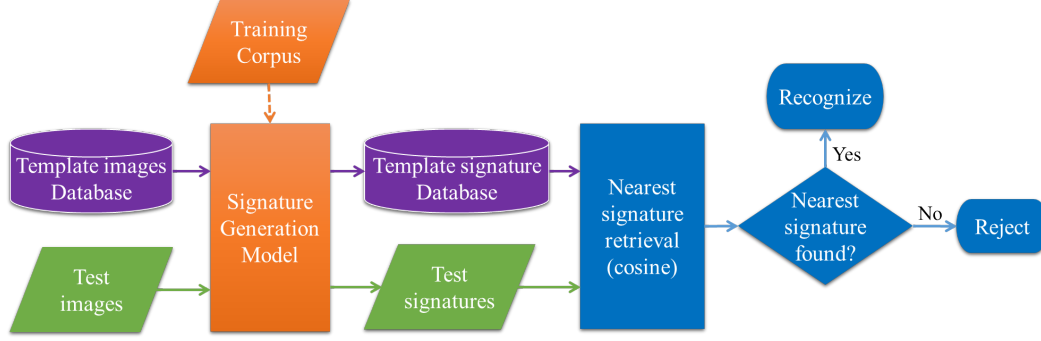 Training
Corpus
Template images
Database
Signature
Generation
Model
Template signature
Database
Test
images
Test
signatures
Nearest
signature
retrieval
(cosine)
Recognize
Yes
Nearest
signature
found?
No
Reject